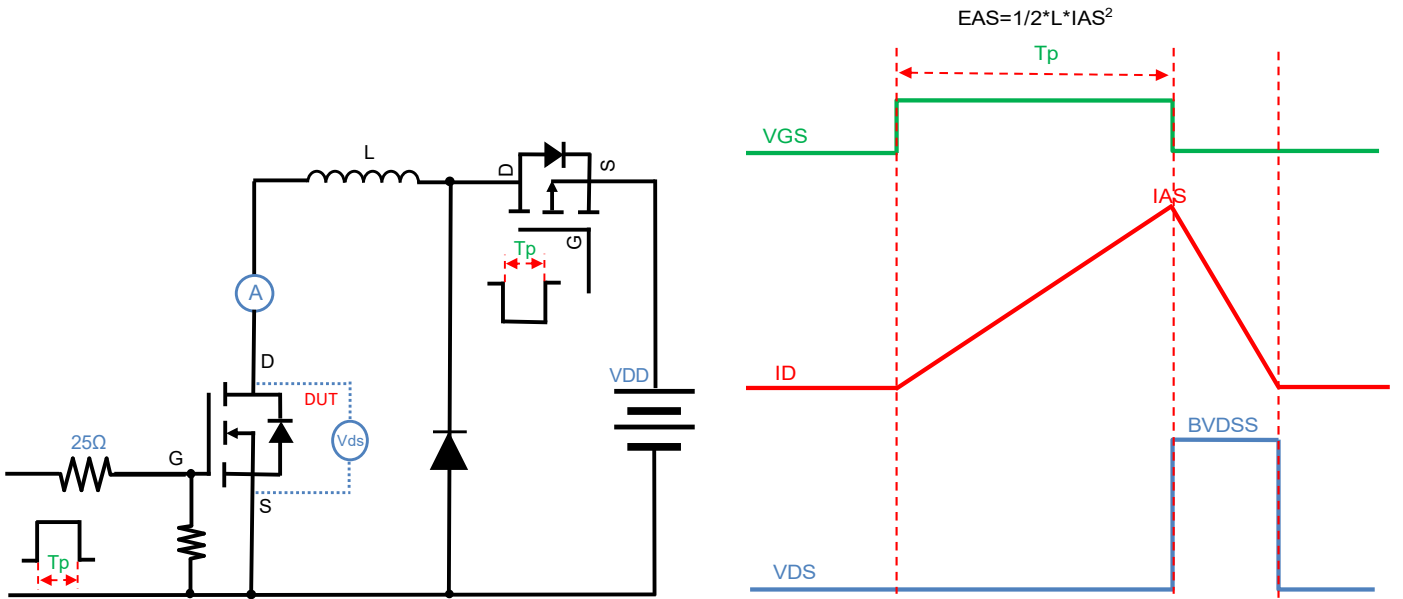 EAS=1/2*L*IAS²
Tp
VGS
L
D
S
G
Tp
IAS
A
D
VDD
ID
DUT
25Ω
G
Vds
BVDSS
S
Tp
VDS